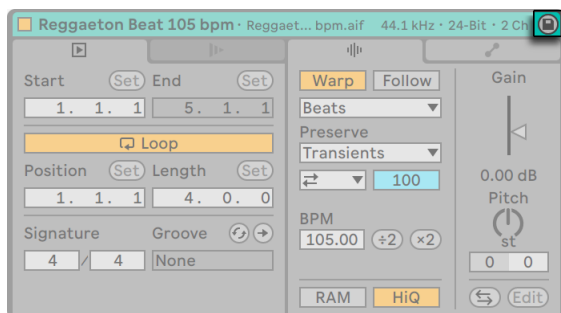 Reggaeton Beat 105 bpm · Reggaet... bpm.aif 44.1 kHz · 24-Bit · 2 Ch
Start Set End Set
1. 1. 1 5. 1. 1
Loop
Position Set Length Set
1. 1. 1 4. 0. 0
Signature Groove
4 / 4 None
Warp Follow
Beats
Preserve
Transients
100
BPM
105.00 ÷2 ×2
RAM HiQ
Gain
0.00 dB
Pitch
st
0 0
Edit